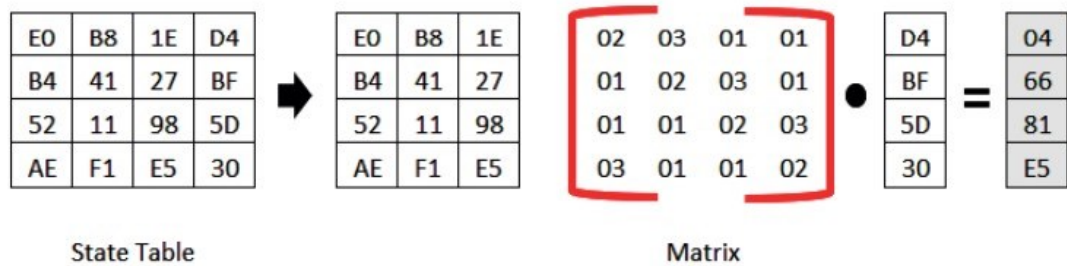 E0 B8 1E D4 E0 B8 1E 02 03 01 01 D4 04
B4 41 27 BF B4 41 27 01 02 03 01 BF = 66
52 11 98 5D 52 11 98 01 01 02 03 5D 81
AE F1 E5 30 AE F1 E5 03 01 01 02 30 E5
State Table Matrix